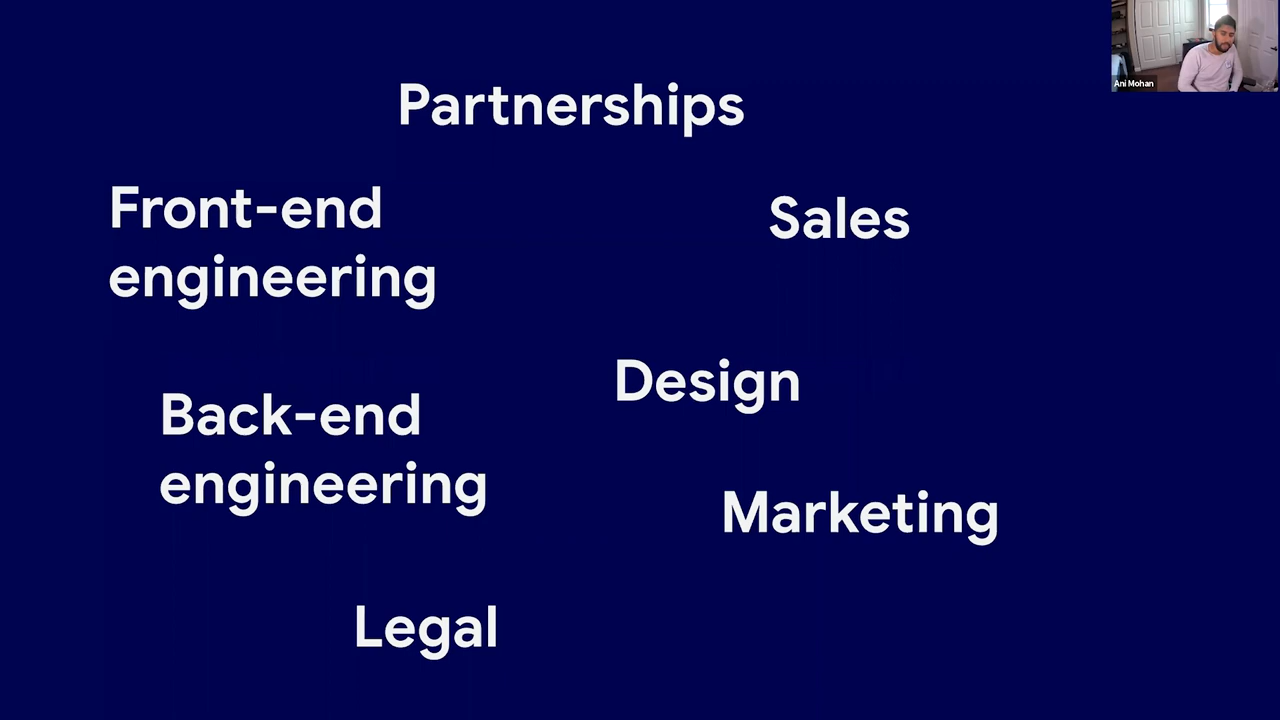 Ani Mohan
Partnerships
Front-end
engineering
Sales
Design
Back-end
engineering
Marketing
Legal